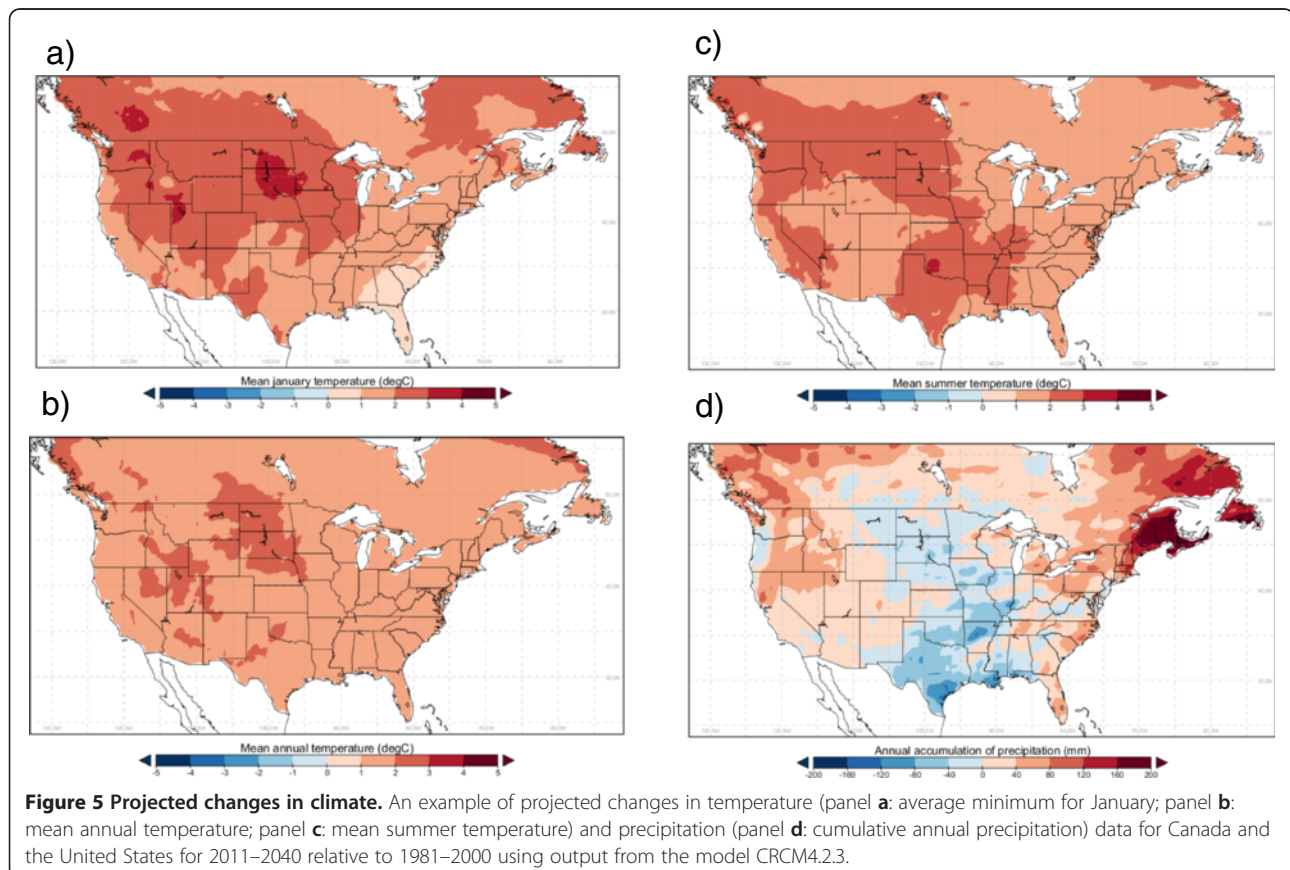 a)
Mean january temperature (degC)
-5 -4 -3 -2 -1 0 1 2 3 4 5
b)
Mean annual temperature (degC)
-5 -4 -3 -2 -1 0 1 2 3 4 5
c)
Mean summer temperature (degC)
-5 -4 -3 -2 -1 0 1 2 3 4 5
d)
Annual accumulation of precipitation (mm)
-200 -160 -120 -80 -40 0 40 80 120 160 200
Figure 5 Projected changes in climate. An example of projected changes in temperature (panel a: average minimum for January; panel b:
mean annual temperature; panel c: mean summer temperature) and precipitation (panel d: cumulative annual precipitation) data for Canada and
the United States for 2011–2040 relative to 1981–2000 using output from the model CRCM4.2.3.